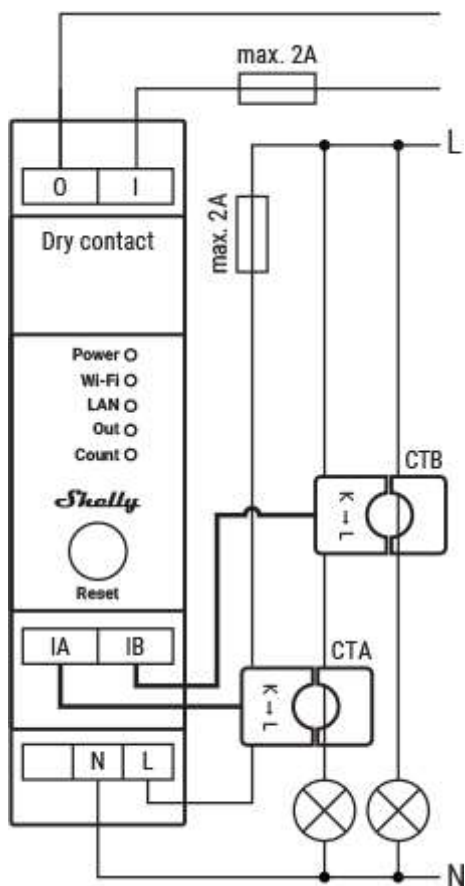 max. 2A
L
O I
max. 2A
Dry contact
Power
Wi-Fi
LAN
Out
Count
CTB
Shelly
K → L
Reset
IA IB
CTA
K → L
N L
N